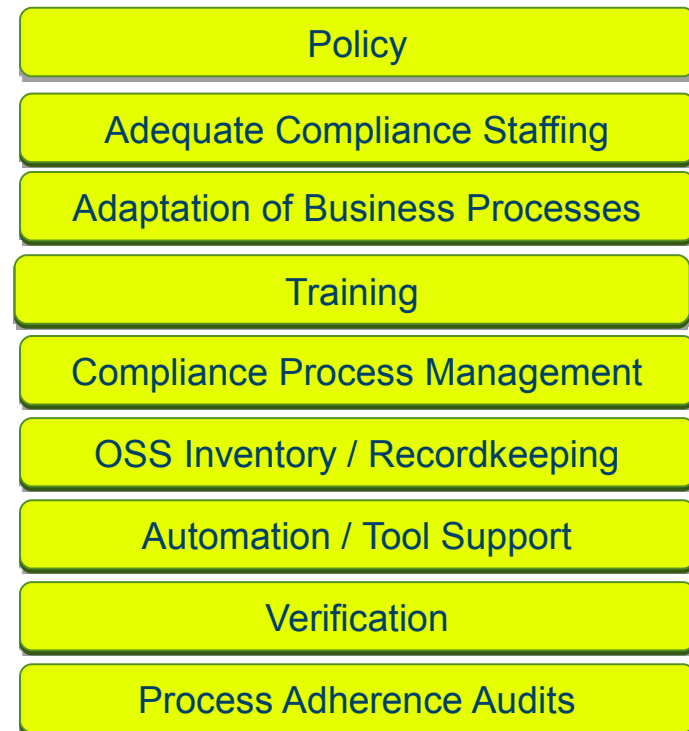 Policy
Adequate Compliance Staffing
Adaptation of Business Processes
Training
Compliance Process Management
OSS Inventory / Recordkeeping
Automation / Tool Support
Verification
Process Adherence Audits